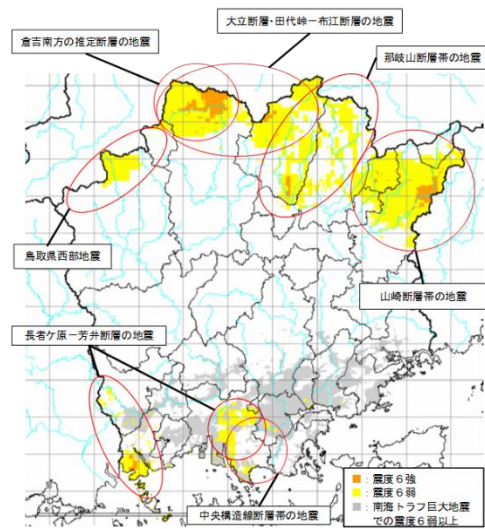 大立断層・田代峠－布江断層の地震
倉吉南方の推定断層の地震
那岐山断層帯の地震
鳥取県西部地震
山崎断層帯の地震
長者ケ原－芳井断層の地震
中央構造線断層帯の地震
：震度６強
：震度６弱
：南海トラフ巨大地震
での震度６弱以上